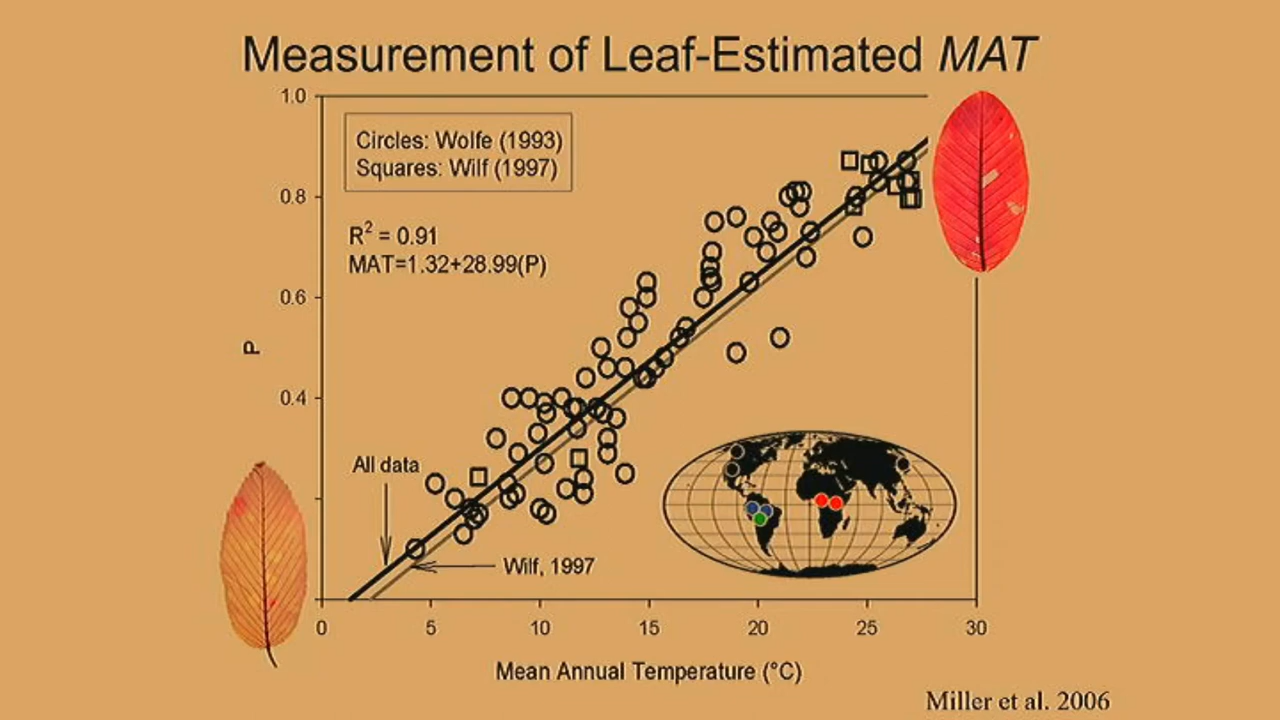 Measurement of Leaf-Estimated MAT
1.0
Circles: Wolfe (1993)
Squares: Wilf (1997)
0.8
R² = 0.91
MAT=1.32+28.99(P)
0.6
P
0.4
All data
Wilf, 1997
0 5 10 15 20 25 30
Mean Annual Temperature (°C)
Miller et al. 2006